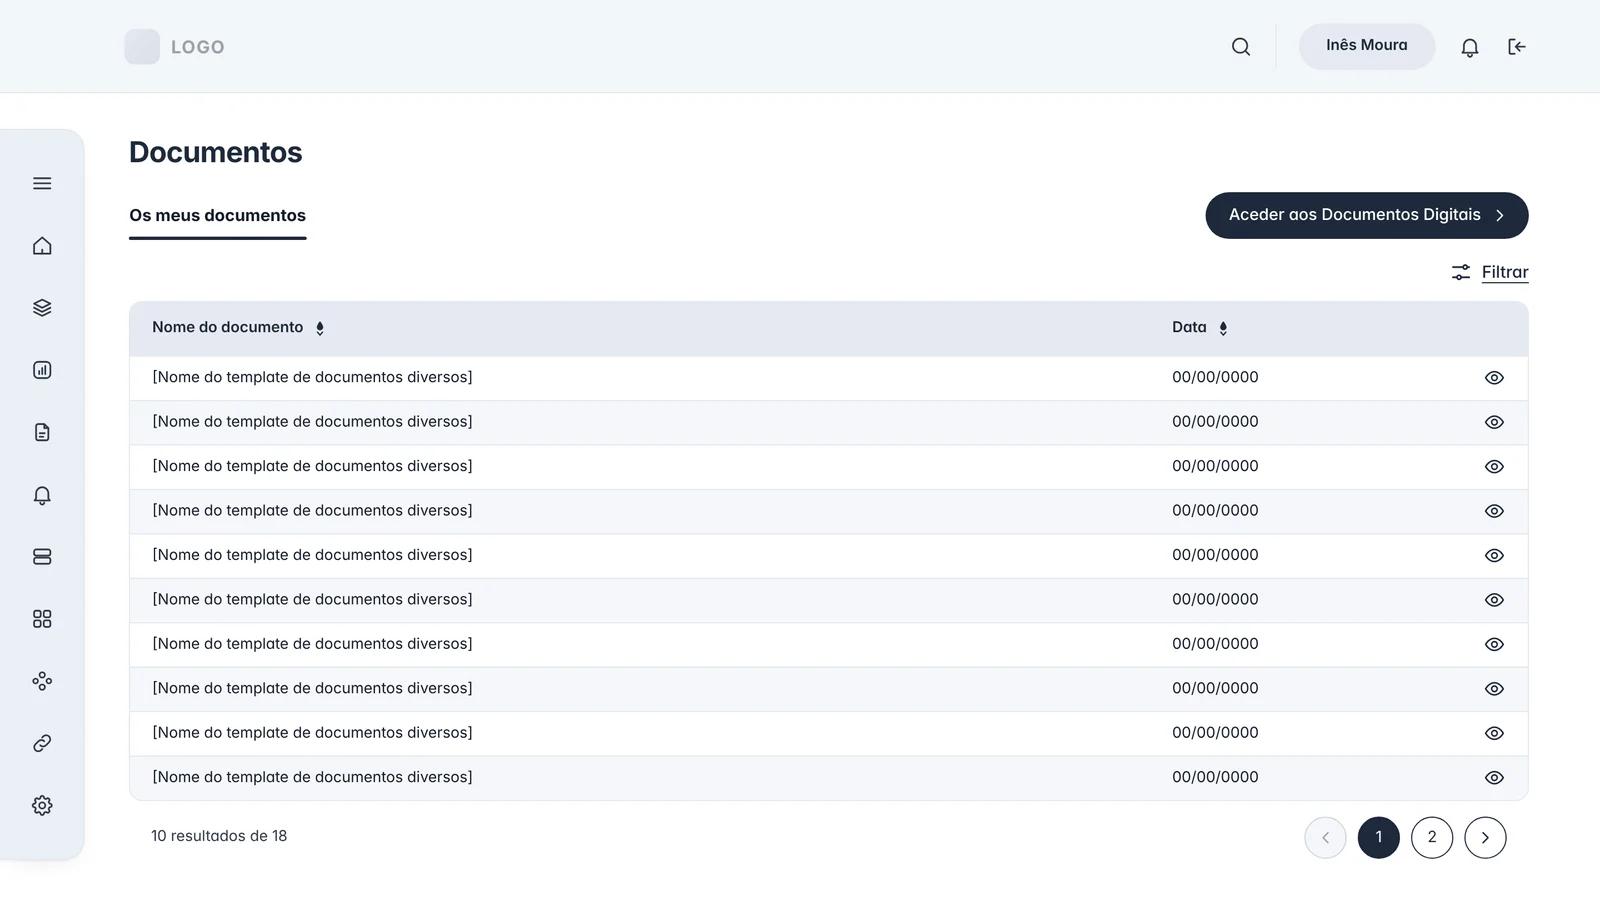 LOGO
Inês Moura
Documentos
Os meus documentos
Aceder aos Documentos Digitais
Filtrar
Nome do documento Data
[Nome do template de documentos diversos] 00/00/0000
[Nome do template de documentos diversos] 00/00/0000
[Nome do template de documentos diversos] 00/00/0000
[Nome do template de documentos diversos] 00/00/0000
[Nome do template de documentos diversos] 00/00/0000
[Nome do template de documentos diversos] 00/00/0000
[Nome do template de documentos diversos] 00/00/0000
[Nome do template de documentos diversos] 00/00/0000
[Nome do template de documentos diversos] 00/00/0000
[Nome do template de documentos diversos] 00/00/0000
10 resultados de 18
1 2